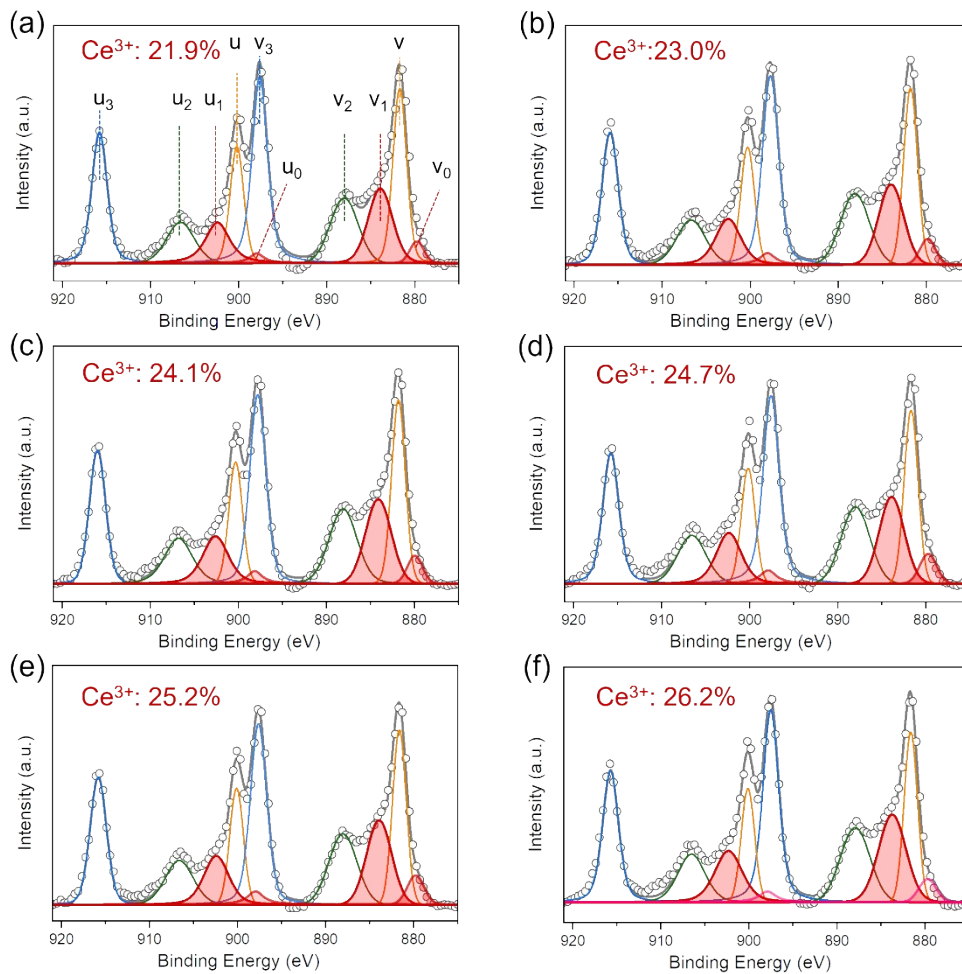 (a)
Ce³⁺: 21.9%
u₃
u₂
u₁
u
v₃
u₀
v₂
v₁
v
v₀
Intensity (a.u.)
920 910 900 890 880
Binding Energy (eV)
(b)
Ce³⁺:23.0%
Intensity (a.u.)
920 910 900 890 880
Binding Energy (eV)
(c)
Ce³⁺: 24.1%
Intensity (a.u.)
920 910 900 890 880
Binding Energy (eV)
(d)
Ce³⁺: 24.7%
Intensity (a.u.)
920 910 900 890 880
Binding Energy (eV)
(e)
Ce³⁺: 25.2%
Intensity (a.u.)
920 910 900 890 880
Binding Energy (eV)
(f)
Ce³⁺: 26.2%
Intensity (a.u.)
920 910 900 890 880
Binding Energy (eV)